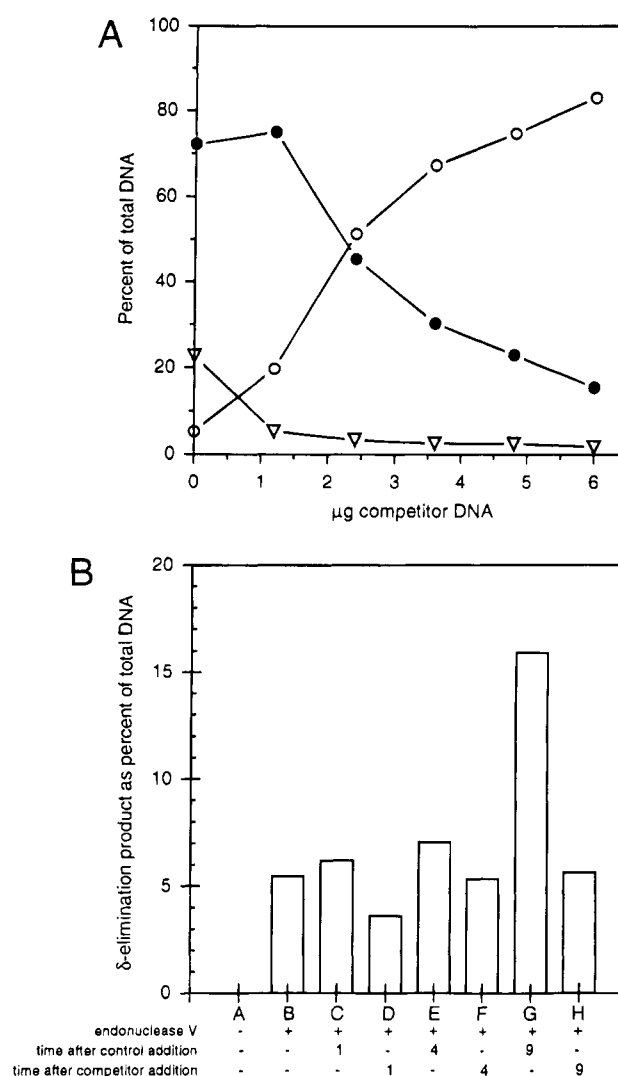 A
100
80
60
40
20
0
Percent of total DNA
0 1 2 3 4 5 6
µg competitor DNA
B
20
15
10
5
0
δ-elimination product as percent of total DNA
A B C D E F G H
endonuclease V - + + + + + + +
time after control addition - - 1 - 4 - 9 -
time after competitor addition - - - 1 - 4 - 9